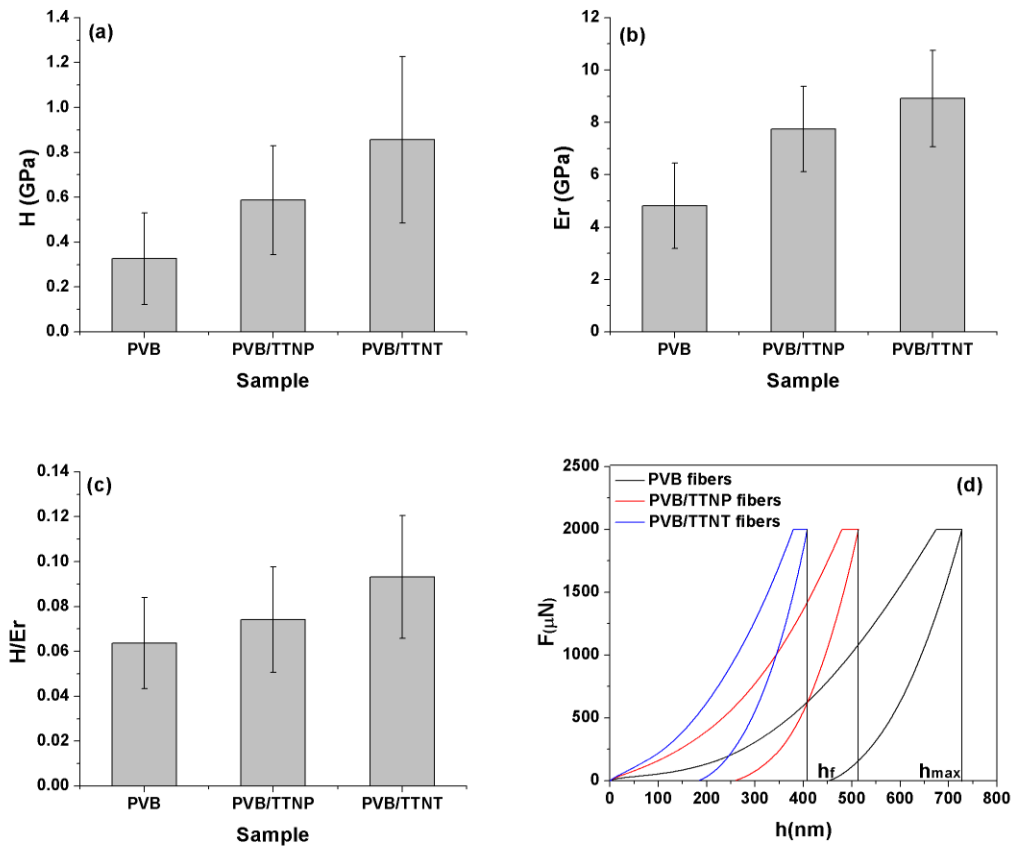 (a)
H (GPa)
1.4
1.2
1.0
0.8
0.6
0.4
0.2
0.0
PVB PVB/TTNP PVB/TTNT
Sample
(b)
Er (GPa)
12
10
8
6
4
2
0
PVB PVB/TTNP PVB/TTNT
Sample
(c)
H/Er
0.14
0.12
0.10
0.08
0.06
0.04
0.02
0.00
PVB PVB/TTNP PVB/TTNT
Sample
(d)
PVB fibers
PVB/TTNP fibers
PVB/TTNT fibers
F(μN)
2500
2000
1500
1000
500
0
hf hmax
0 100 200 300 400 500 600 700 800
h(nm)